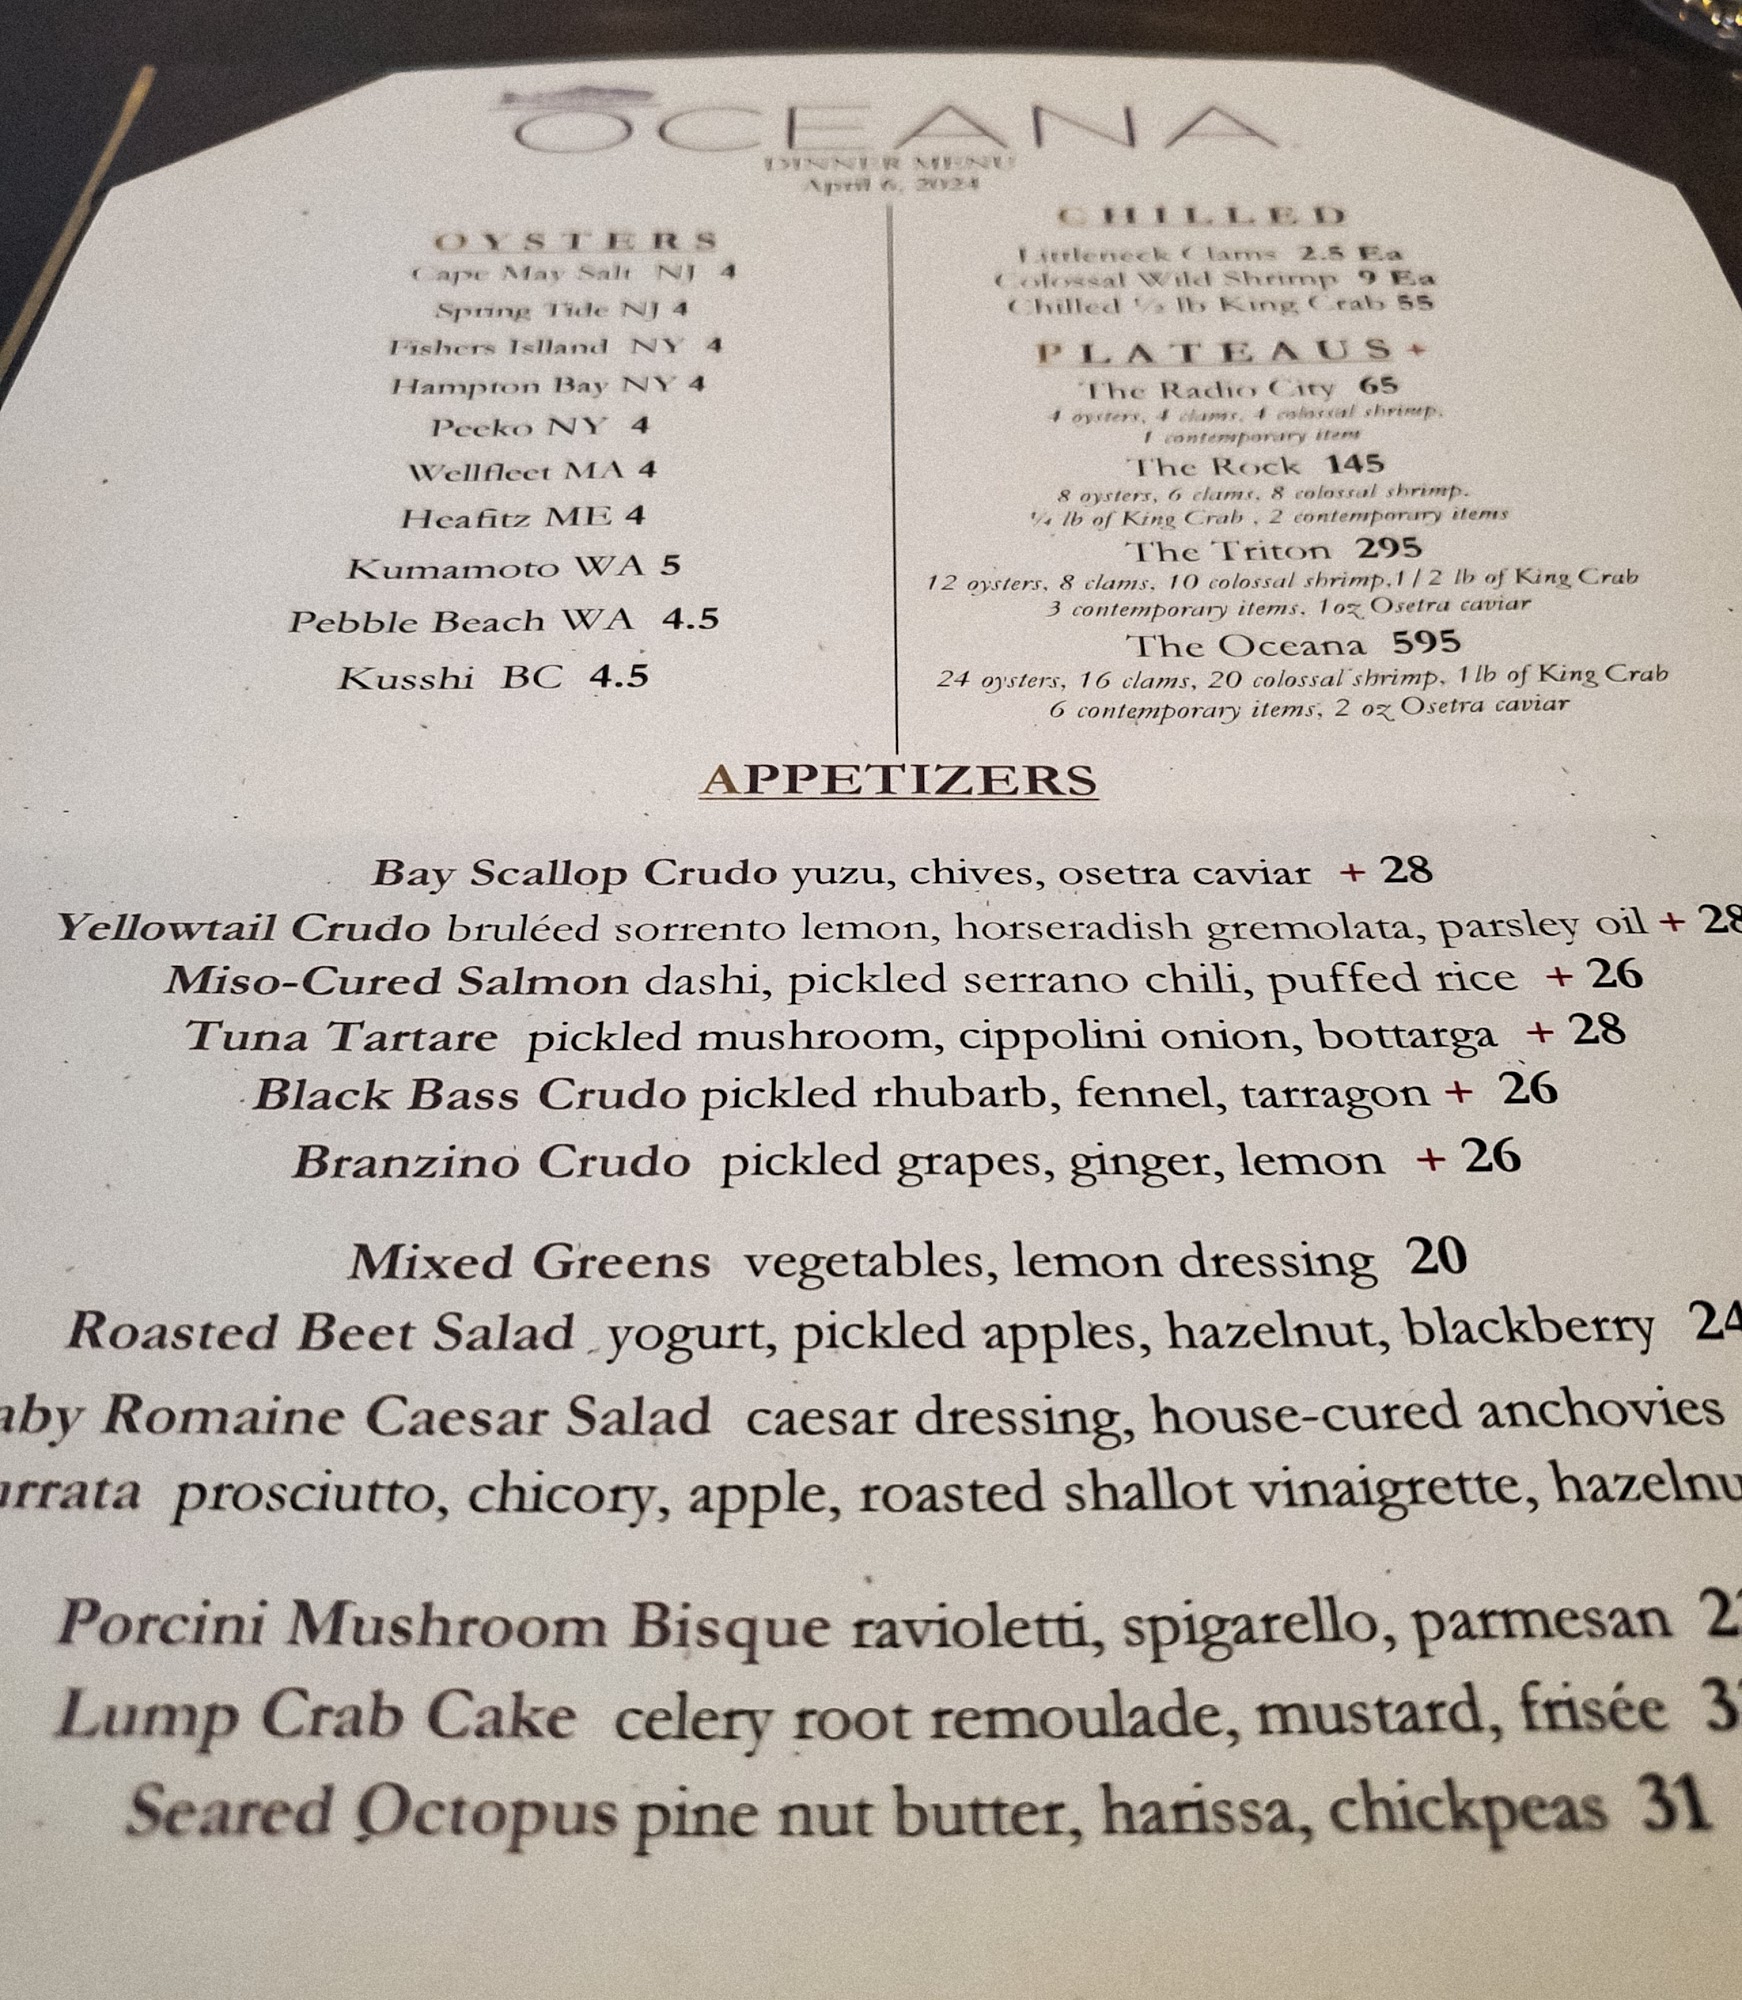 OCEANA
DINNER MENU
April 6, 2024
OYSTERS
Cape May Salt NJ 4
Spring Tide NJ 4
Fishers Islland NY 4
Hampton Bay NY 4
Peeko NY 4
Wellfleet MA 4
Heafitz ME 4
Kumamoto WA 5
Pebble Beach WA 4.5
Kusshi BC 4.5
CHILLED
Littleneck Clams 2.5 Ea
Colossal Wild Shrimp 9 Ea
Chilled ½ lb King Crab 55
PLATEAUS+
The Radio City 65
4 oysters, 4 clams, 4 colossal shrimp,
1 contemporary item
The Rock 145
8 oysters, 6 clams, 8 colossal shrimp,
¼ lb of King Crab , 2 contemporary items
The Triton 295
12 oysters, 8 clams, 10 colossal shrimp,1/2 lb of King Crab
3 contemporary items, 1oz Osetra caviar
The Oceana 595
24 oysters, 16 clams, 20 colossal shrimp, 1lb of King Crab
6 contemporary items, 2 oz Osetra caviar
APPETIZERS
Bay Scallop Crudo yuzu, chives, osetra caviar + 28
Yellowtail Crudo bruléed sorrento lemon, horseradish gremolata, parsley oil + 28
Miso-Cured Salmon dashi, pickled serrano chili, puffed rice + 26
Tuna Tartare pickled mushroom, cippolini onion, bottarga + 28
Black Bass Crudo pickled rhubarb, fennel, tarragon + 26
Branzino Crudo pickled grapes, ginger, lemon + 26
Mixed Greens vegetables, lemon dressing 20
Roasted Beet Salad yogurt, pickled apples, hazelnut, blackberry 24
aby Romaine Caesar Salad caesar dressing, house-cured anchovies
urrata prosciutto, chicory, apple, roasted shallot vinaigrette, hazelnu
Porcini Mushroom Bisque ravioletti, spigarello, parmesan 2
Lump Crab Cake celery root remoulade, mustard, frisée 3
Seared Octopus pine nut butter, harissa, chickpeas 31